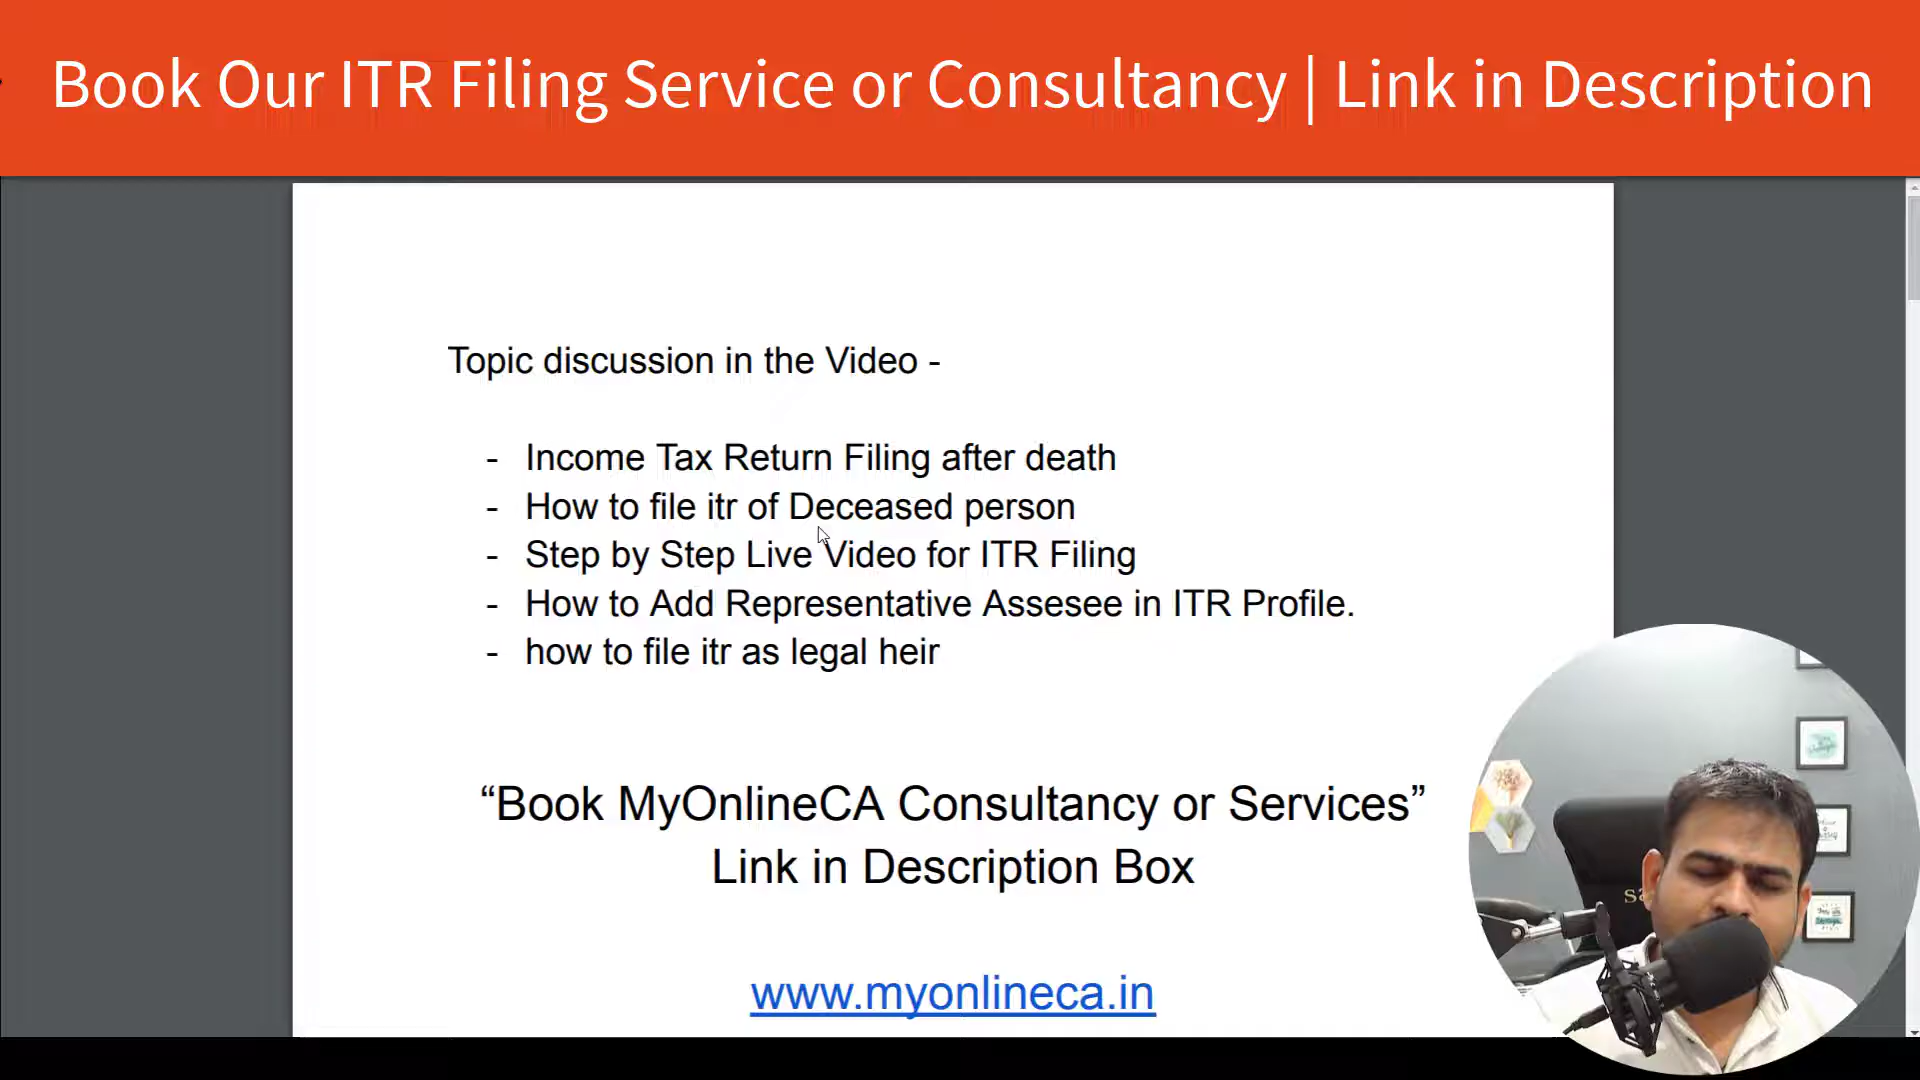 Book Our ITR Filing Service or Consultancy | Link in Description
Topic discussion in the Video -
- Income Tax Return Filing after death
- How to file itr of Deceased person
- Step by Step Live Video for ITR Filing
- How to Add Representative Assesee in ITR Profile.
- how to file itr as legal heir
“Book MyOnlineCA Consultancy or Services”
Link in Description Box
www.myonlineca.in